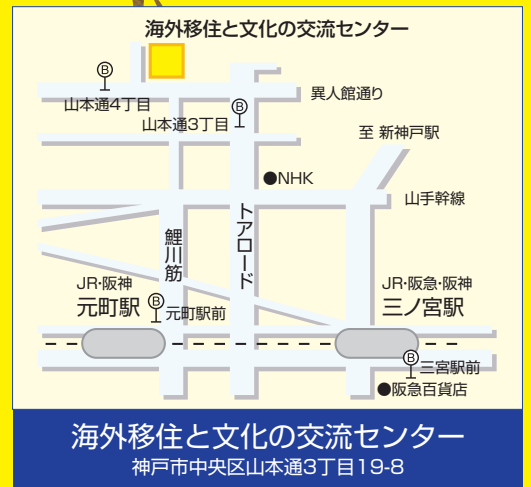 海外移住と文化の交流センター
Ⓑ
山本通4丁目
異人館通り
Ⓑ
山本通3丁目
至 新神戸駅
●NHK
山手幹線
鯉川筋
トアロード
JR・阪神
元町駅
Ⓑ
元町駅前
JR・阪急・阪神
三ノ宮駅
Ⓑ
三宮駅前
●阪急百貨店
海外移住と文化の交流センター
神戸市中央区山本通3丁目19-8